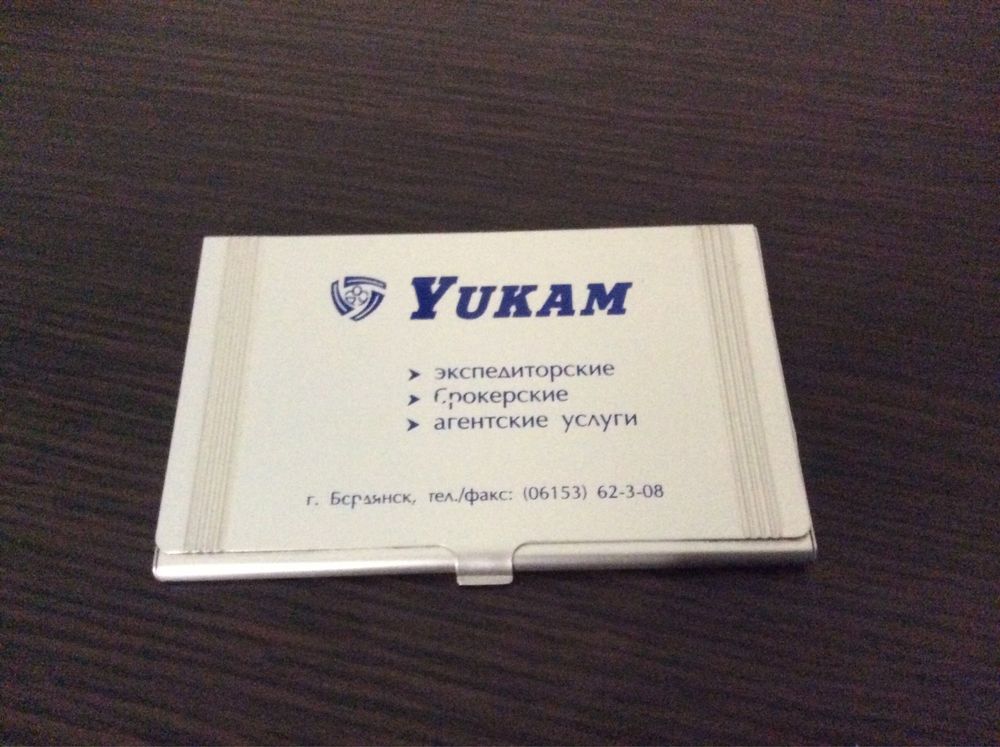 YUKAM
➤ экспедиторские
➤ брокерские
➤ агентские услуги
г. Бердянск, тел./факс: (06153) 62-3-08